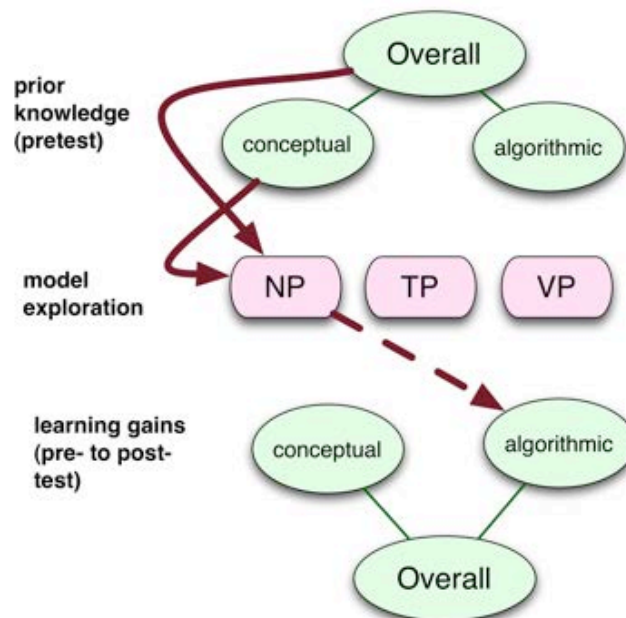 Overall
prior
knowledge
(pretest)
conceptual
algorithmic
NP
TP
VP
model
exploration
learning gains
(pre- to post-
test)
conceptual
algorithmic
Overall